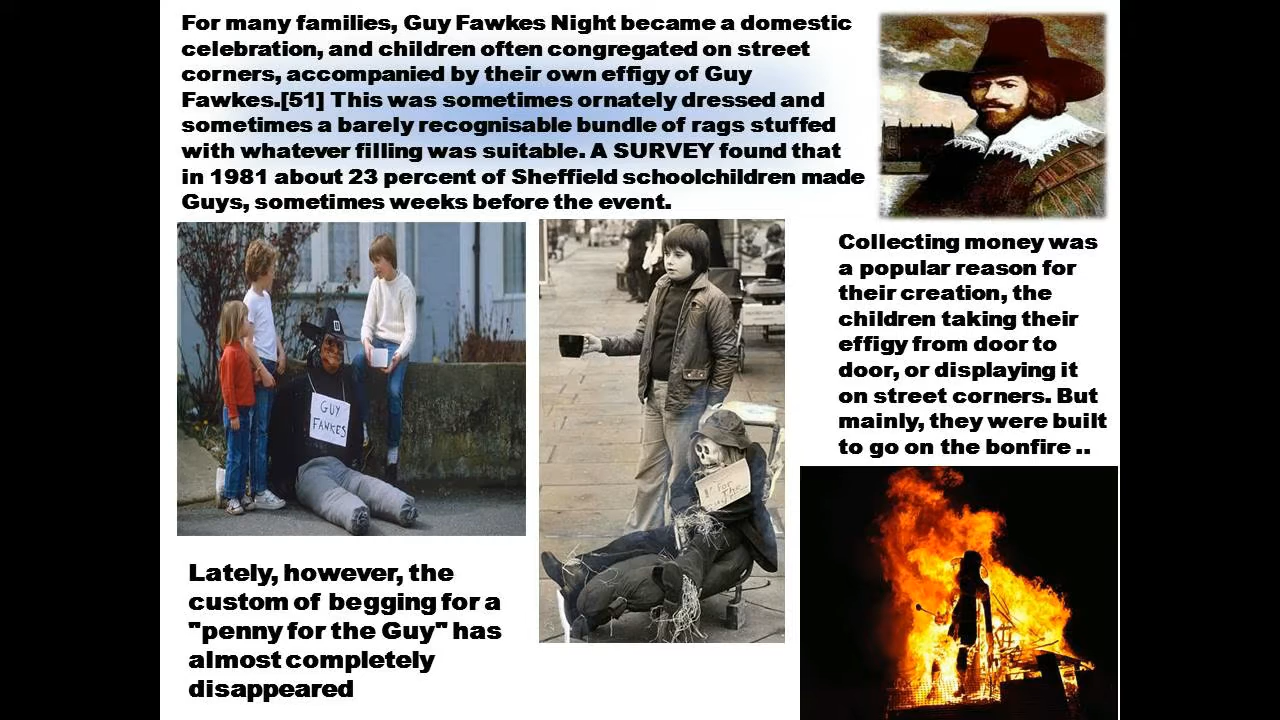 For many families, Guy Fawkes Night became a domestic
celebration, and children often congregated on street
corners, accompanied by their own effigy of Guy
Fawkes.[51] This was sometimes ornately dressed and
sometimes a barely recognisable bundle of rags stuffed
with whatever filling was suitable. A SURVEY found that
in 1981 about 23 percent of Sheffield schoolchildren made
Guys, sometimes weeks before the event.
Collecting money was
a popular reason for
their creation, the
children taking their
effigy from door to
door, or displaying it
on street corners. But
mainly, they were built
to go on the bonfire ..
GUY
FAWKES
For
The
Lately, however, the
custom of begging for a
"penny for the Guy" has
almost completely
disappeared